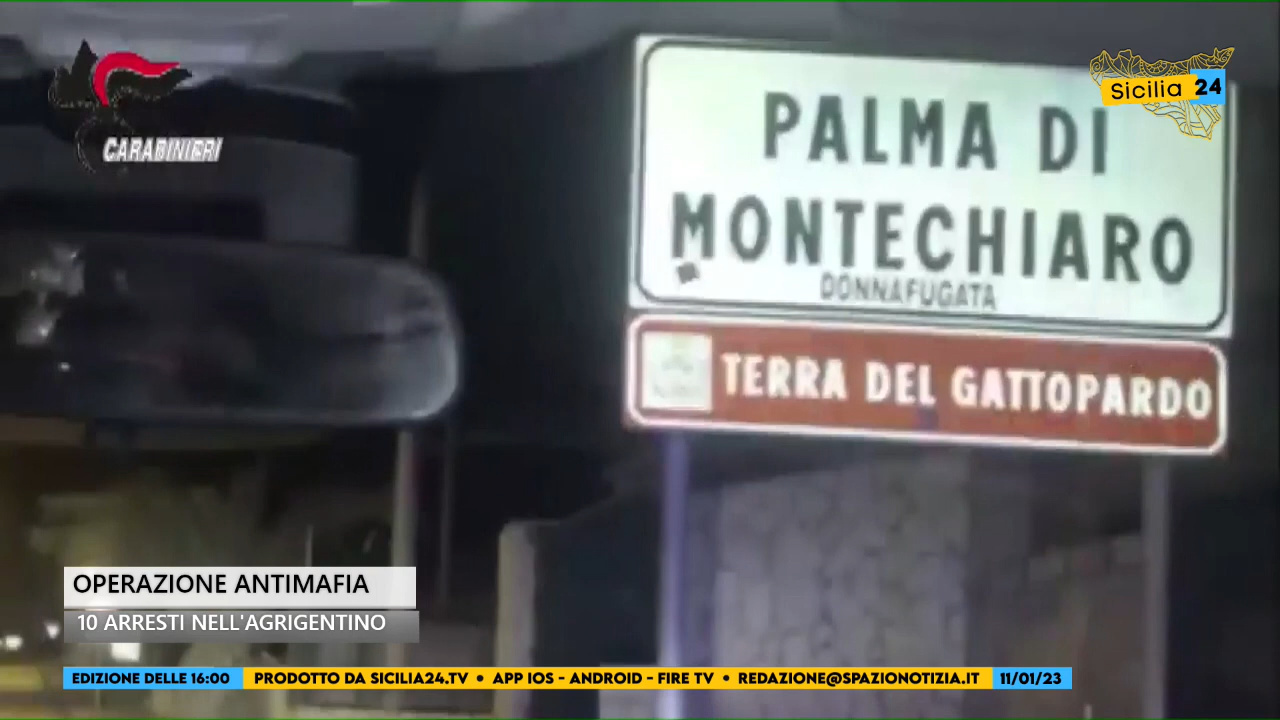 CARABINIERI
Sicilia 24
PALMA DI
MONTECHIARO
DONNAFUGATA
TERRA DEL GATTOPARDO
OPERAZIONE ANTIMAFIA
10 ARRESTI NELL'AGRIGENTINO
EDIZIONE DELLE 16:00 PRODOTTO DA SICILIA24.TV • APP IOS - ANDROID - FIRE TV • REDAZIONE@SPAZIONOTIZIA.IT 11/01/23